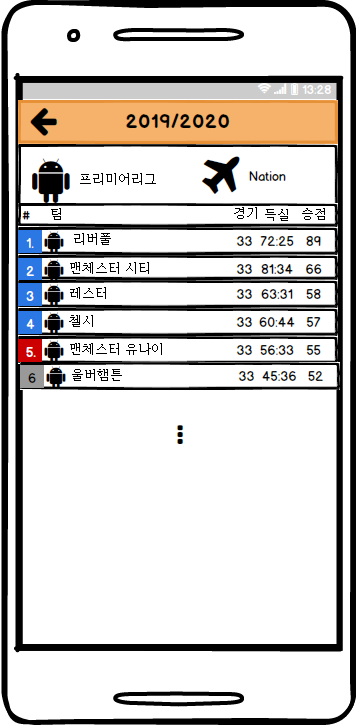 13:28
2019/2020
프리미어리그 Nation
# 팀 경기 득실 승점
1. 리버풀 33 72:25 89
2 맨체스터 시티 33 81:34 66
3 레스터 33 63:31 58
4 첼시 33 60:44 57
5. 맨체스터 유나이 33 56:33 55
6 울버햄튼 33 45:36 52